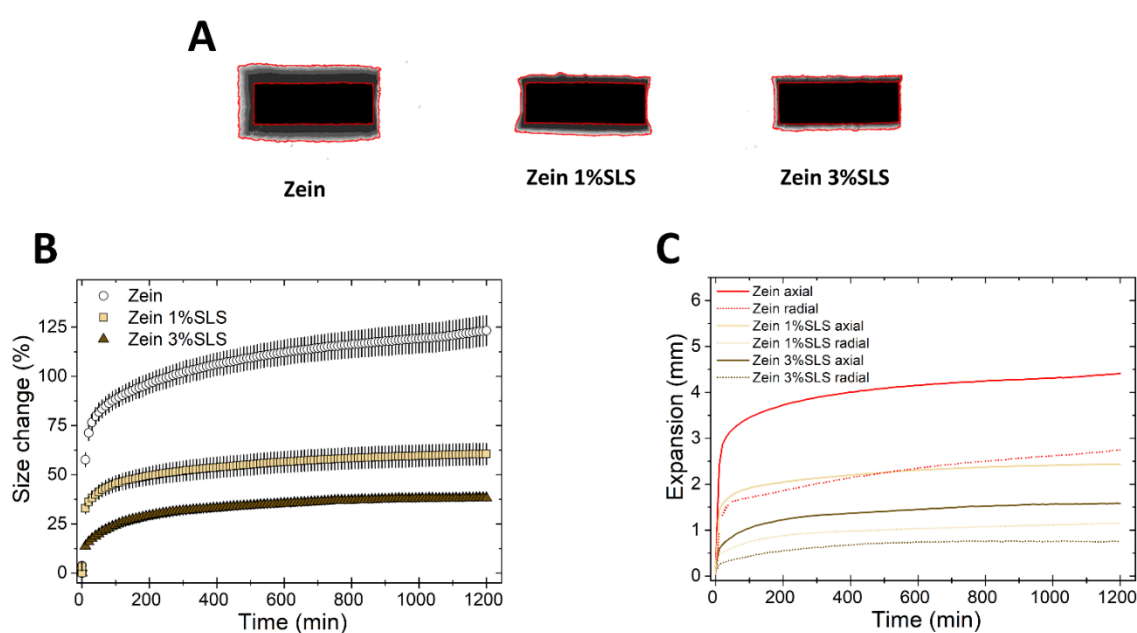 A
Zein
Zein 1%SLS
Zein 3%SLS
B
Size change (%)
125
100
75
50
25
0
Zein
Zein 1%SLS
Zein 3%SLS
0
200
400
600
800
1000
1200
Time (min)
C
Expansion (mm)
6
5
4
3
2
1
0
Zein axial
Zein radial
Zein 1%SLS axial
Zein 1%SLS radial
Zein 3%SLS axial
Zein 3%SLS radial
0
200
400
600
800
1000
1200
Time (min)